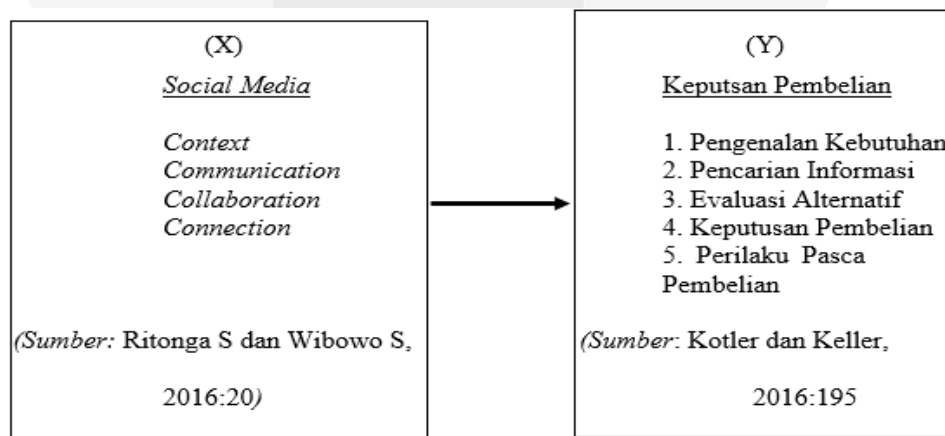 (X)
Social Media
Context
Communication
Collaboration
Connection
(Sumber: Ritonga S dan Wibowo S,
2016:20)
(Y)
Keputsan Pembelian
1. Pengenalan Kebutuhan
2. Pencarian Informasi
3. Evaluasi Alternatif
4. Keputusan Pembelian
5. Perilaku Pasca
Pembelian
(Sumber: Kotler dan Keller,
2016:195